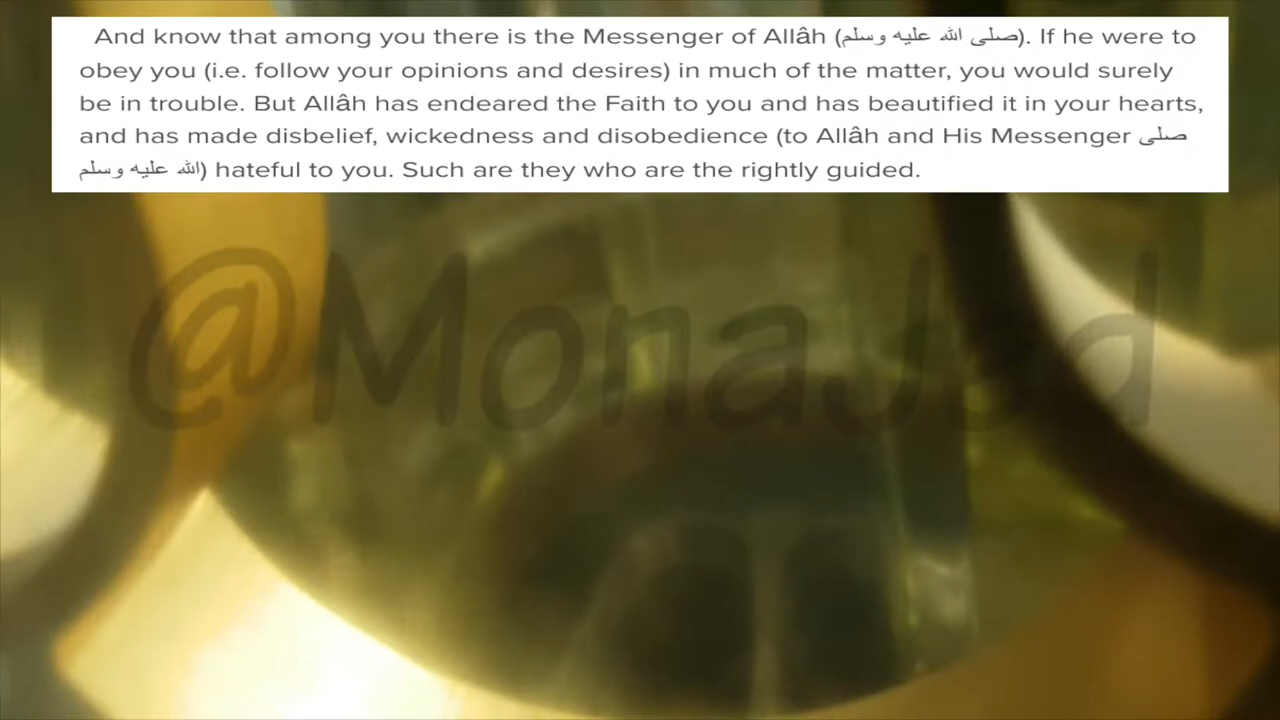 And know that among you there is the Messenger of Allâh (صلى الله عليه وسلم). If he were to
obey you (i.e. follow your opinions and desires) in much of the matter, you would surely
be in trouble. But Allâh has endeared the Faith to you and has beautified it in your hearts,
and has made disbelief, wickedness and disobedience (to Allâh and His Messenger صلى
الله عليه وسلم) hateful to you. Such are they who are the rightly guided.